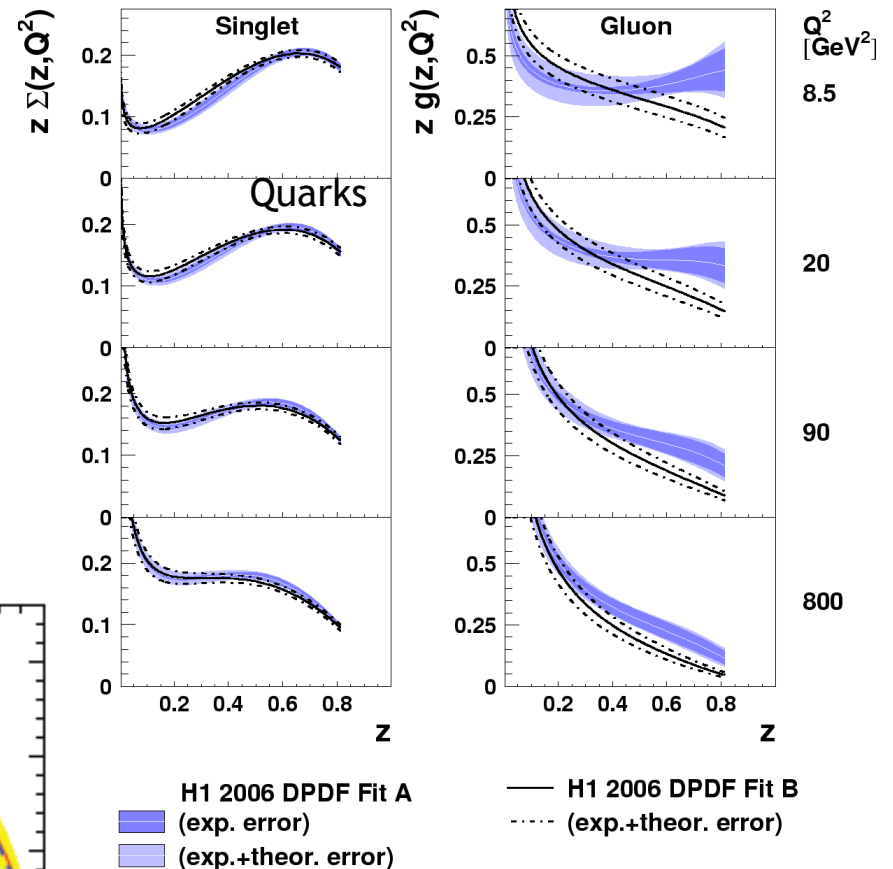 Singlet
Gluon
Q²
[GeV²]
z Σ(z,Q²)
z g(z,Q²)
0.2
0.1
0
0.5
0.25
0
8.5
Quarks
0.2
0.1
0
0.5
0.25
0
20
0.2
0.1
0
0.5
0.25
0
90
0.2
0.1
0
0.5
0.25
0
800
0.2 0.4 0.6 0.8
0.2 0.4 0.6 0.8
z
z
H1 2006 DPDF Fit A
(exp. error)
(exp.+theor. error)
H1 2006 DPDF Fit B
(exp.+theor. error)